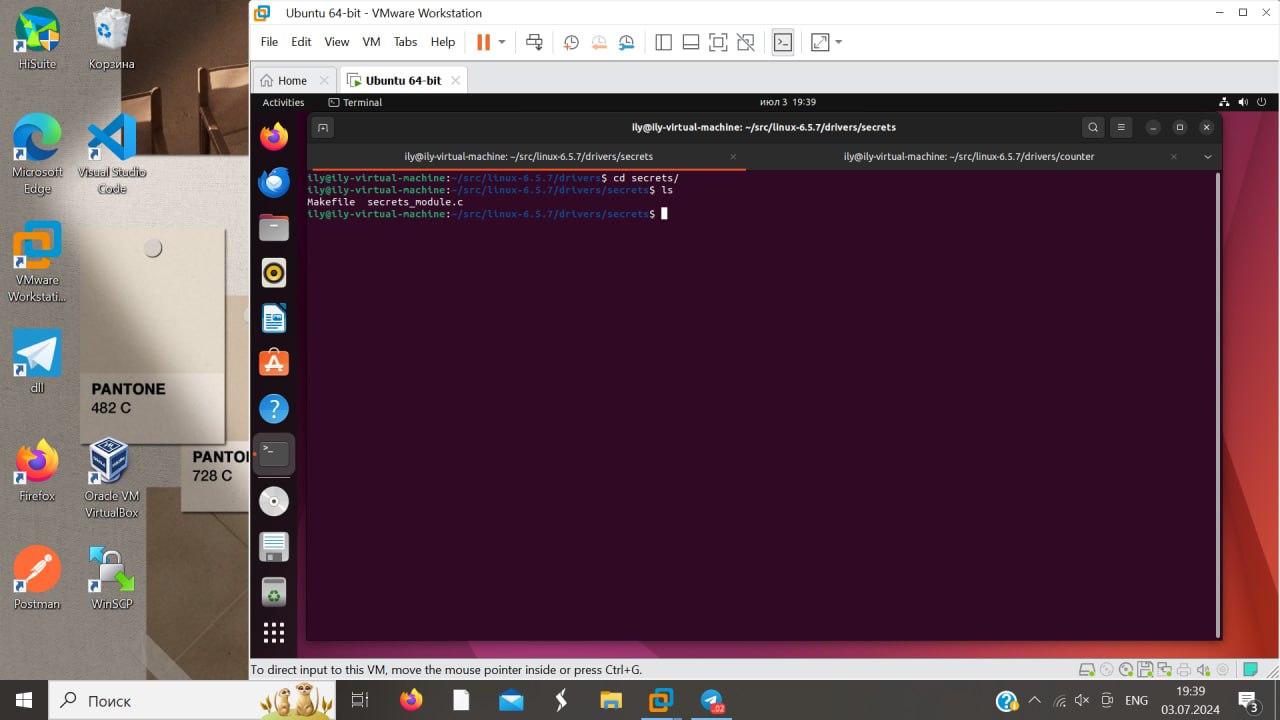 HiSuite
Корзина
Microsoft Edge
Visual Studio Code
VMware Workstati...
dll
Firefox
Oracle VM VirtualBox
Postman
WinSCP
PANTONE
482 C
PANTO
728 C
Ubuntu 64-bit - VMware Workstation
File Edit View VM Tabs Help
Home
Ubuntu 64-bit
Activities
Terminal
июл 3 19:39
ily@ily-virtual-machine: ~/src/linux-6.5.7/drivers/secrets
ily@ily-virtual-machine: ~/src/linux-6.5.7/drivers/secrets
ily@ily-virtual-machine: ~/src/linux-6.5.7/drivers/counter
ily@ily-virtual-machine:~/src/linux-6.5.7/drivers$ cd secrets/
ily@ily-virtual-machine:~/src/linux-6.5.7/drivers/secrets$ ls
Makefile secrets_module.c
ily@ily-virtual-machine:~/src/linux-6.5.7/drivers/secrets$
To direct input to this VM, move the mouse pointer inside or press Ctrl+G.
Поиск
ENG
19:39
03.07.2024
3